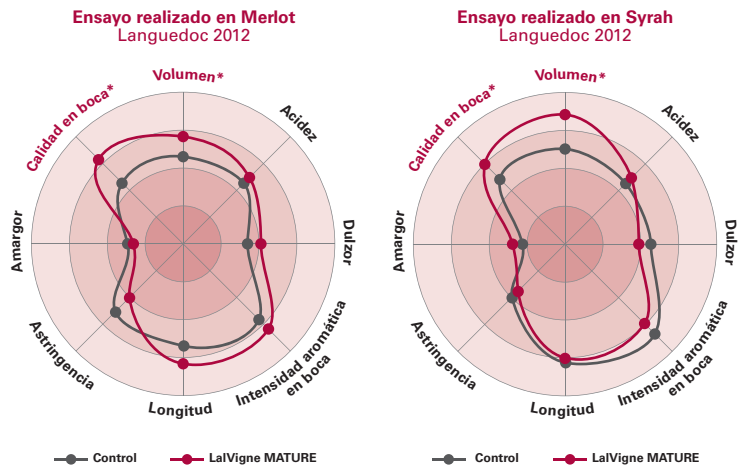 Ensayo realizado en Merlot
Languedoc 2012
Volumen*
Acidez
Dulzor
Intensidad aromática
en boca
Longitud
Astringencia
Amargor
Calidad en boca*
Control
LalVigne MATURE
Ensayo realizado en Syrah
Languedoc 2012
Volumen*
Acidez
Dulzor
Intensidad aromática
en boca
Longitud
Astringencia
Amargor
Calidad en boca*
Control
LalVigne MATURE